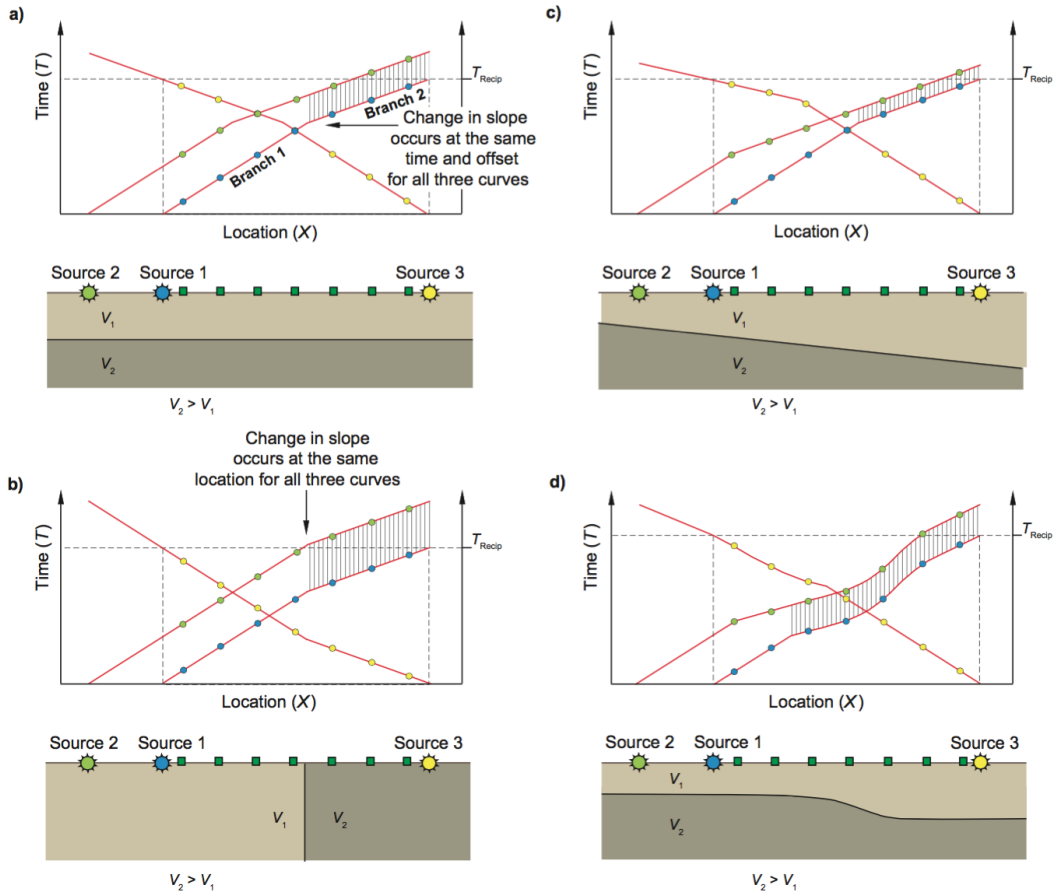 a)
Time (T)
T_Recip
Branch 1
Branch 2
Change in slope
occurs at the same
time and offset
for all three curves
Location (X)
Source 2
Source 1
Source 3
V₁
V₂
V₂ > V₁
b)
Change in slope
occurs at the same
location for all three curves
Time (T)
T_Recip
Location (X)
Source 2
Source 1
Source 3
V₁
V₂
V₂ > V₁
c)
Time (T)
T_Recip
Location (X)
Source 2
Source 1
Source 3
V₁
V₂
V₂ > V₁
d)
Time (T)
T_Recip
Location (X)
Source 2
Source 1
Source 3
V₁
V₂
V₂ > V₁